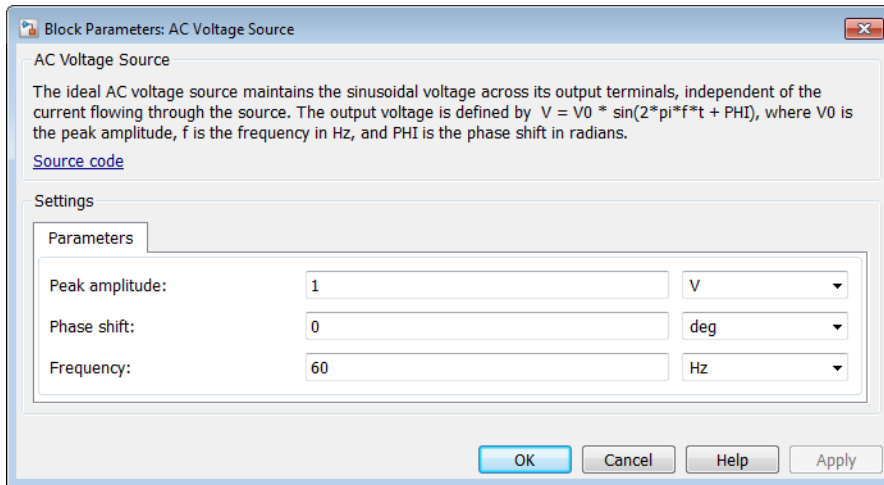 Block Parameters: AC Voltage Source
AC Voltage Source
The ideal AC voltage source maintains the sinusoidal voltage across its output terminals, independent of the
current flowing through the source. The output voltage is defined by  V = V0 * sin(2*pi*f*t + PHI), where V0 is
the peak amplitude, f is the frequency in Hz, and PHI is the phase shift in radians.
Source code
Settings
Parameters
Peak amplitude: 1 V
Phase shift: 0 deg
Frequency: 60 Hz
OK Cancel Help Apply